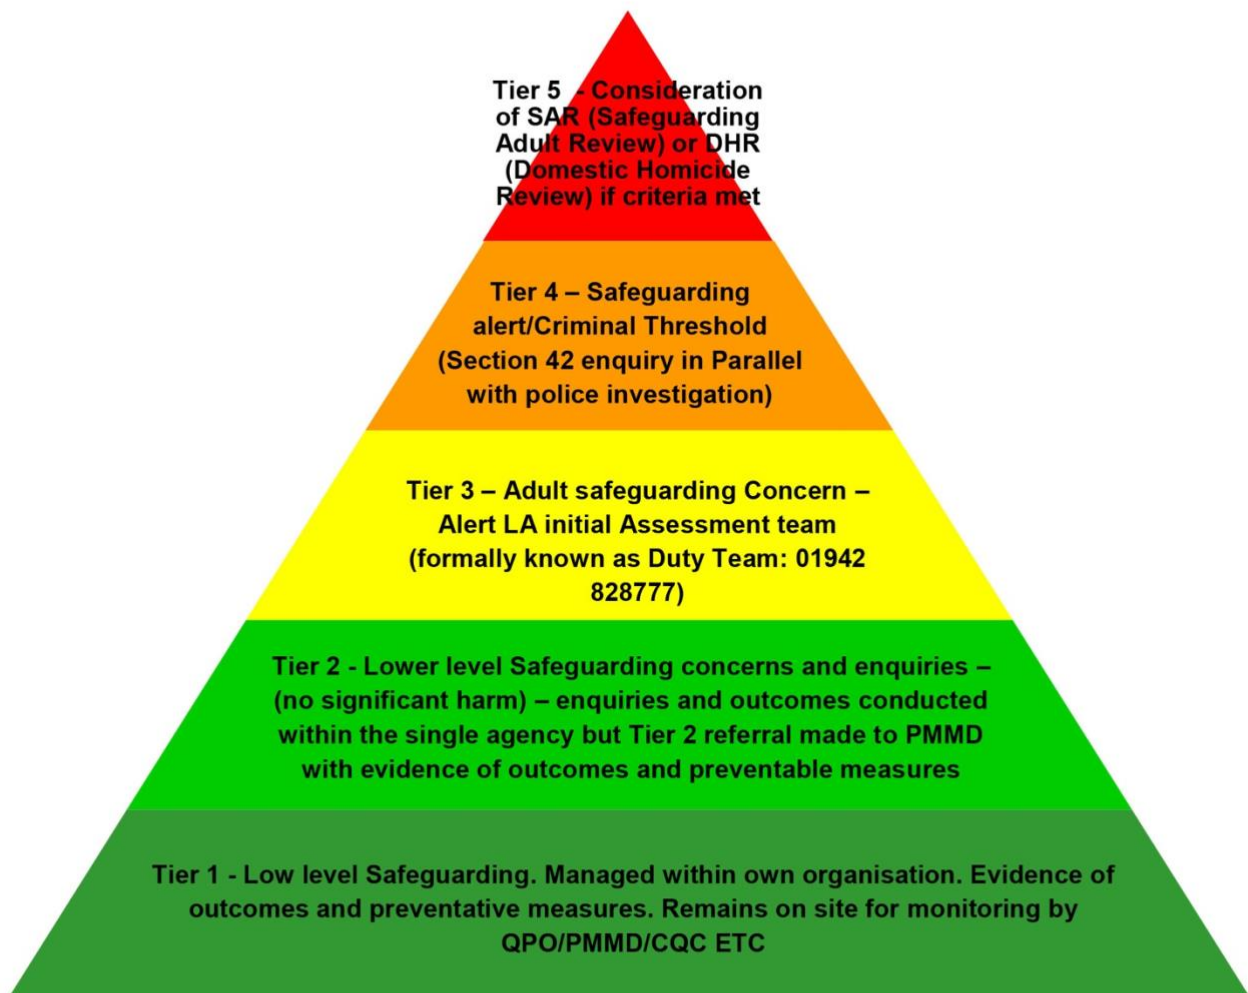 Tier 5  - Consideration
of SAR (Safeguarding
Adult Review) or DHR
(Domestic Homicide
Review) if criteria met
Tier 4 – Safeguarding
alert/Criminal Threshold
(Section 42 enquiry in Parallel
with police investigation)
Tier 3 – Adult safeguarding Concern –
Alert LA initial Assessment team
(formally known as Duty Team: 01942
828777)
Tier 2 - Lower level Safeguarding concerns and enquiries –
(no significant harm) – enquiries and outcomes conducted
within the single agency but Tier 2 referral made to PMMD
with evidence of outcomes and preventable measures
Tier 1 - Low level Safeguarding. Managed within own organisation. Evidence of
outcomes and preventative measures. Remains on site for monitoring by
QPO/PMMD/CQC ETC